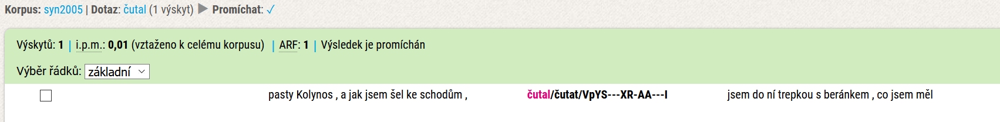 Korpus: syn2005 | Dotaz: čutal (1 výskyt) ▶ Promíchat: ✓
Výskytů: 1 | i.p.m.: 0,01 (vztaženo k celému korpusu) | ARF: 1 | Výsledek je promíchán
Výběr řádků: základní
pasty Kolynos , a jak jsem šel ke schodům , čutal/čutat/VpYS---XR-AA---I jsem do ní trepkou s beránkem , co jsem měl